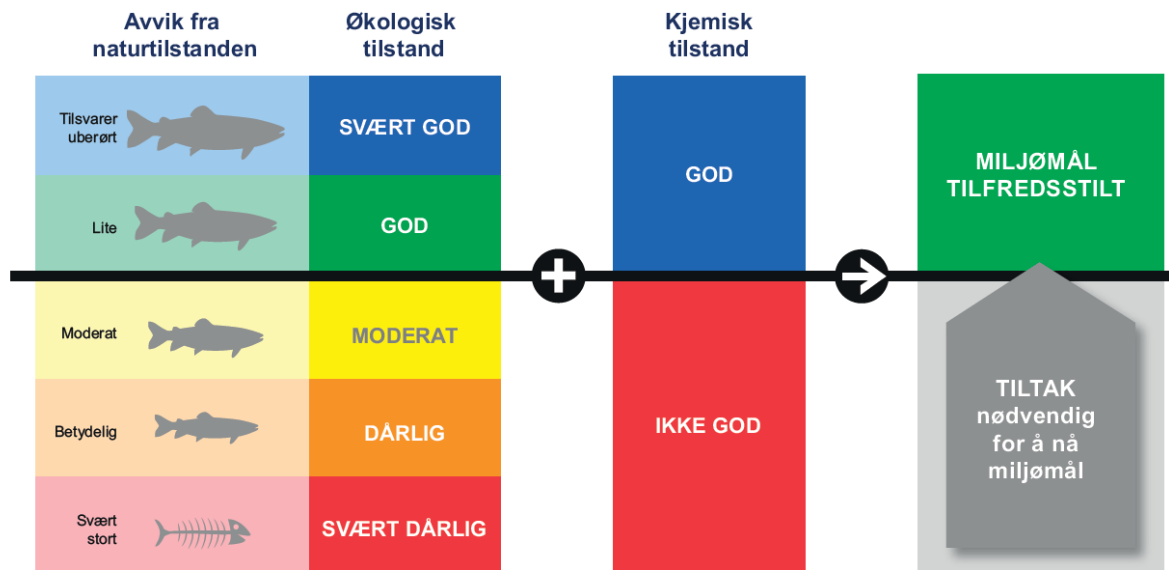 Avvik fra
naturtilstanden
Økologisk
tilstand
Kjemisk
tilstand
Tilsvarer
uberørt
SVÆRT GOD
Lite
GOD
GOD
MILJØMÅL
TILFREDSSTILT
Moderat
MODERAT
Betydelig
DÅRLIG
IKKE GOD
TILTAK
nødvendig
for å nå
miljømål
Svært
stort
SVÆRT DÅRLIG